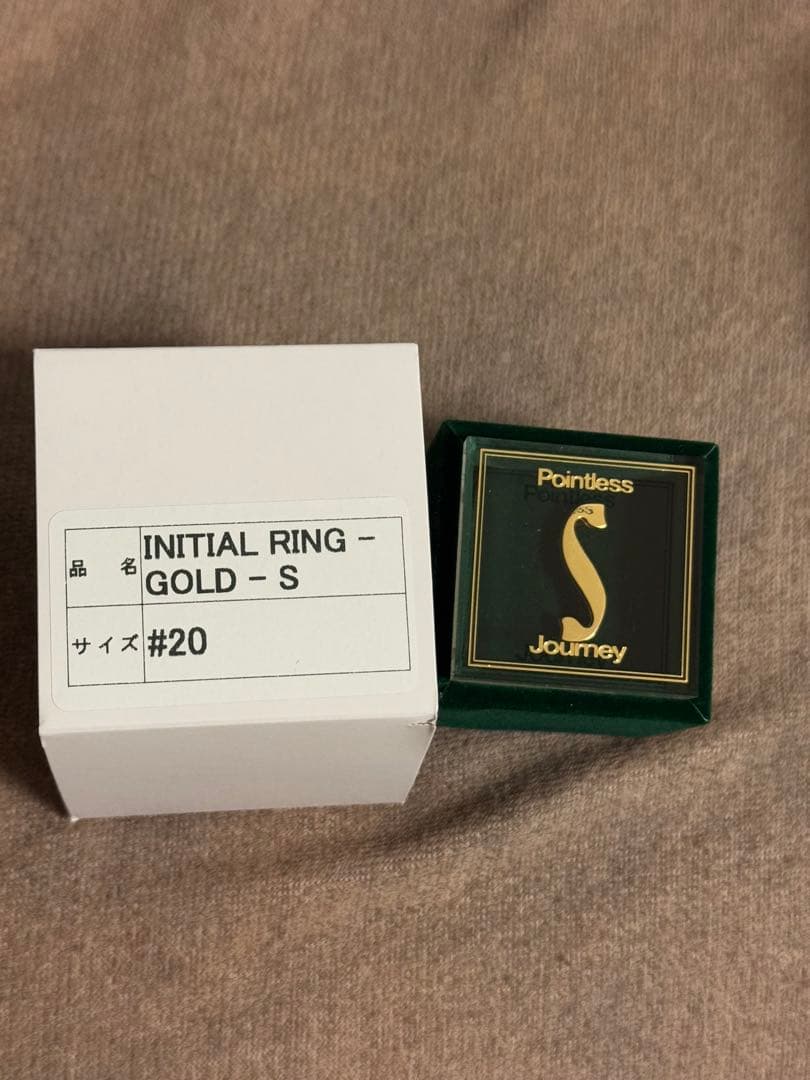 品 名 INITIAL RING -
GOLD - S
サイズ #20
Pointless
S
Journey